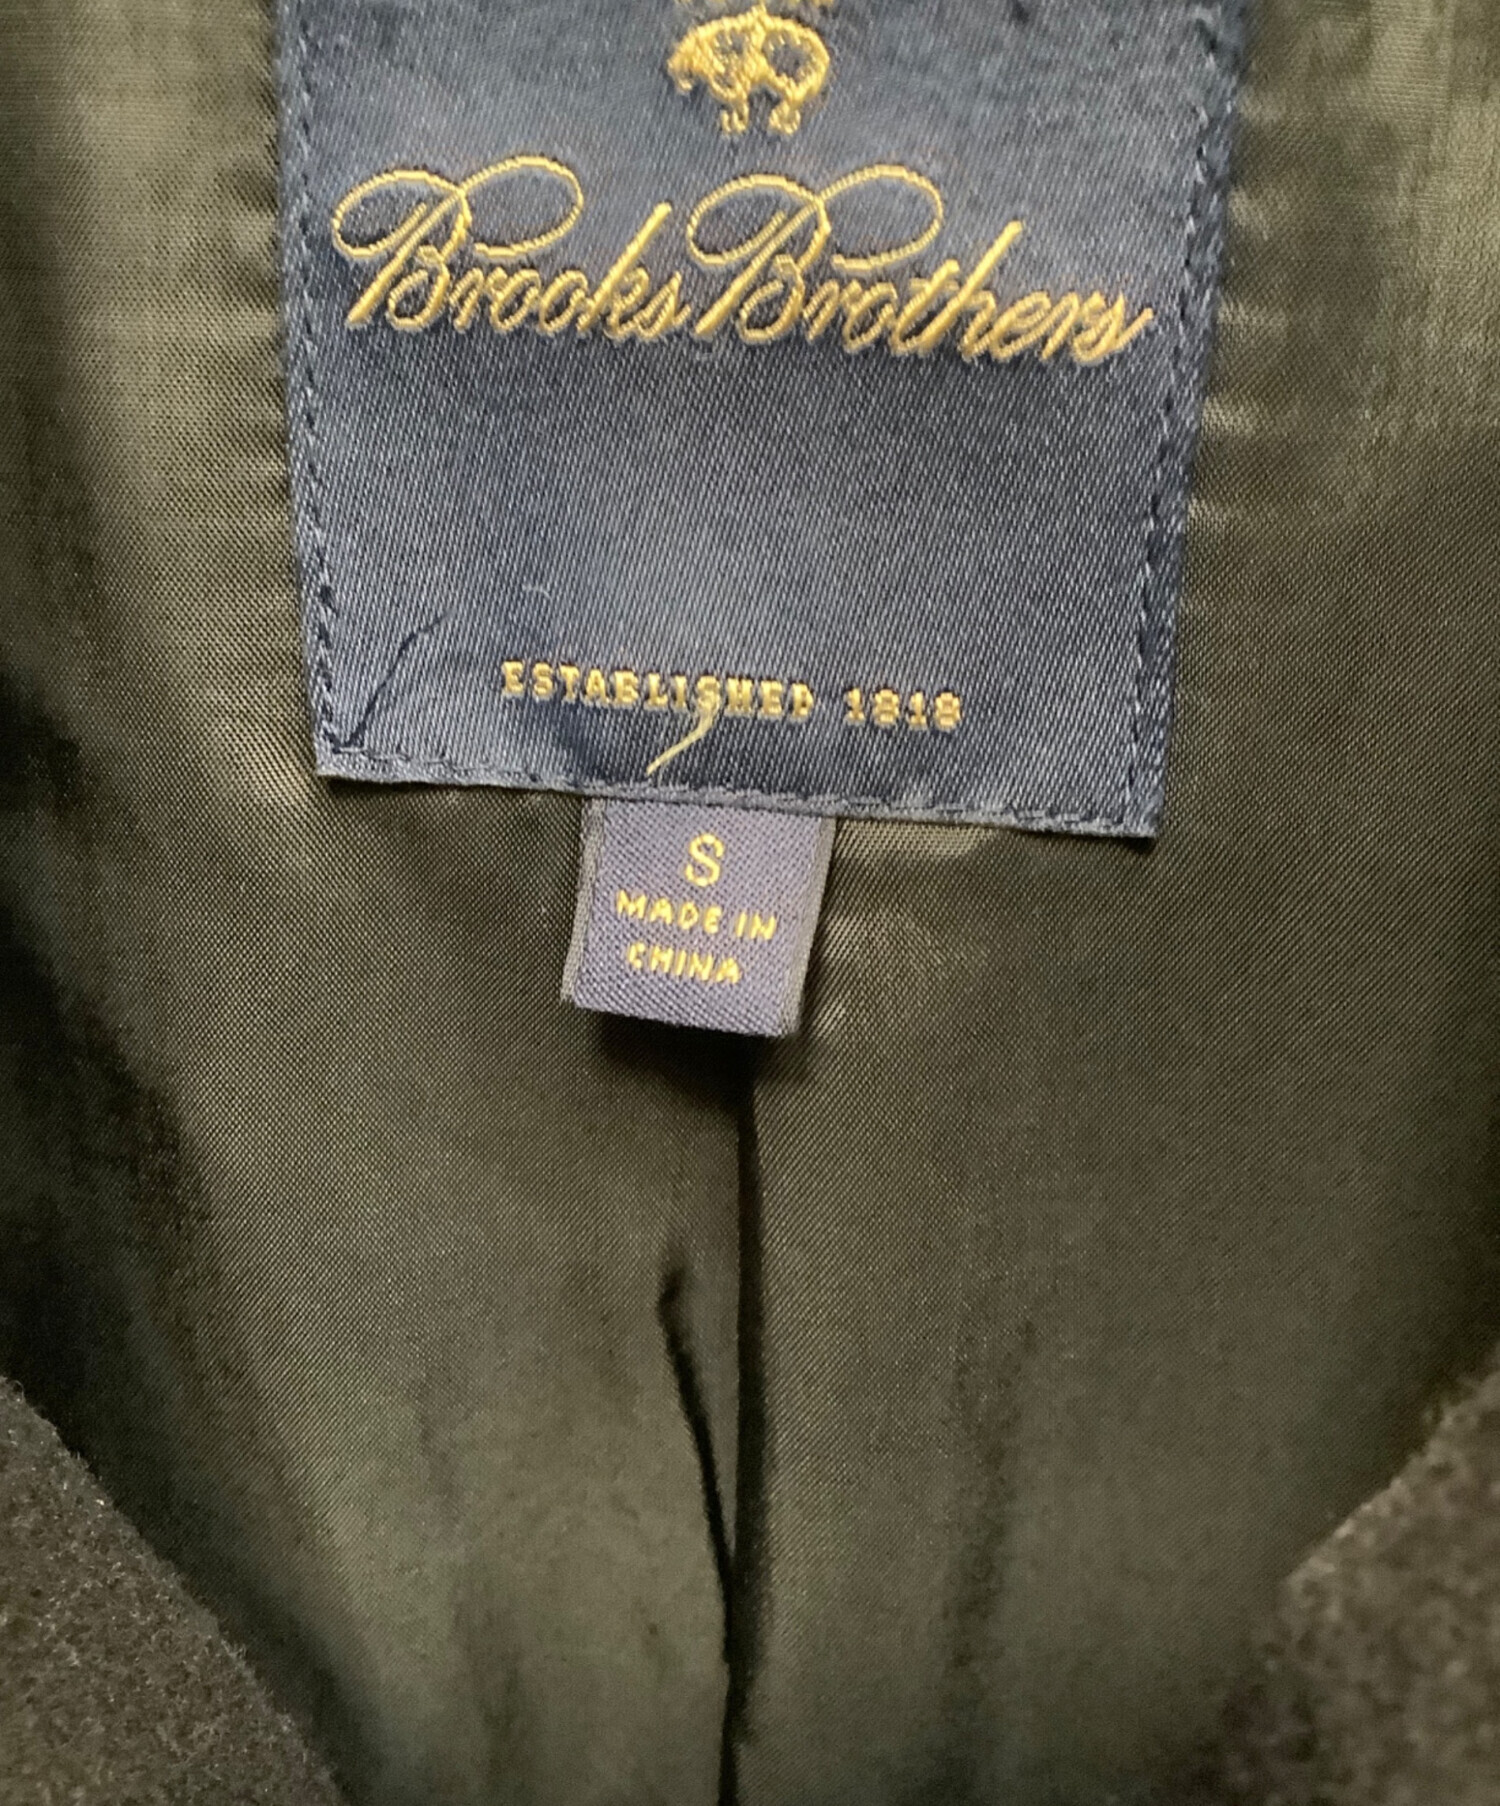 Brooks Brothers
ESTABLISHED 1818
S
MADE IN
CHINA